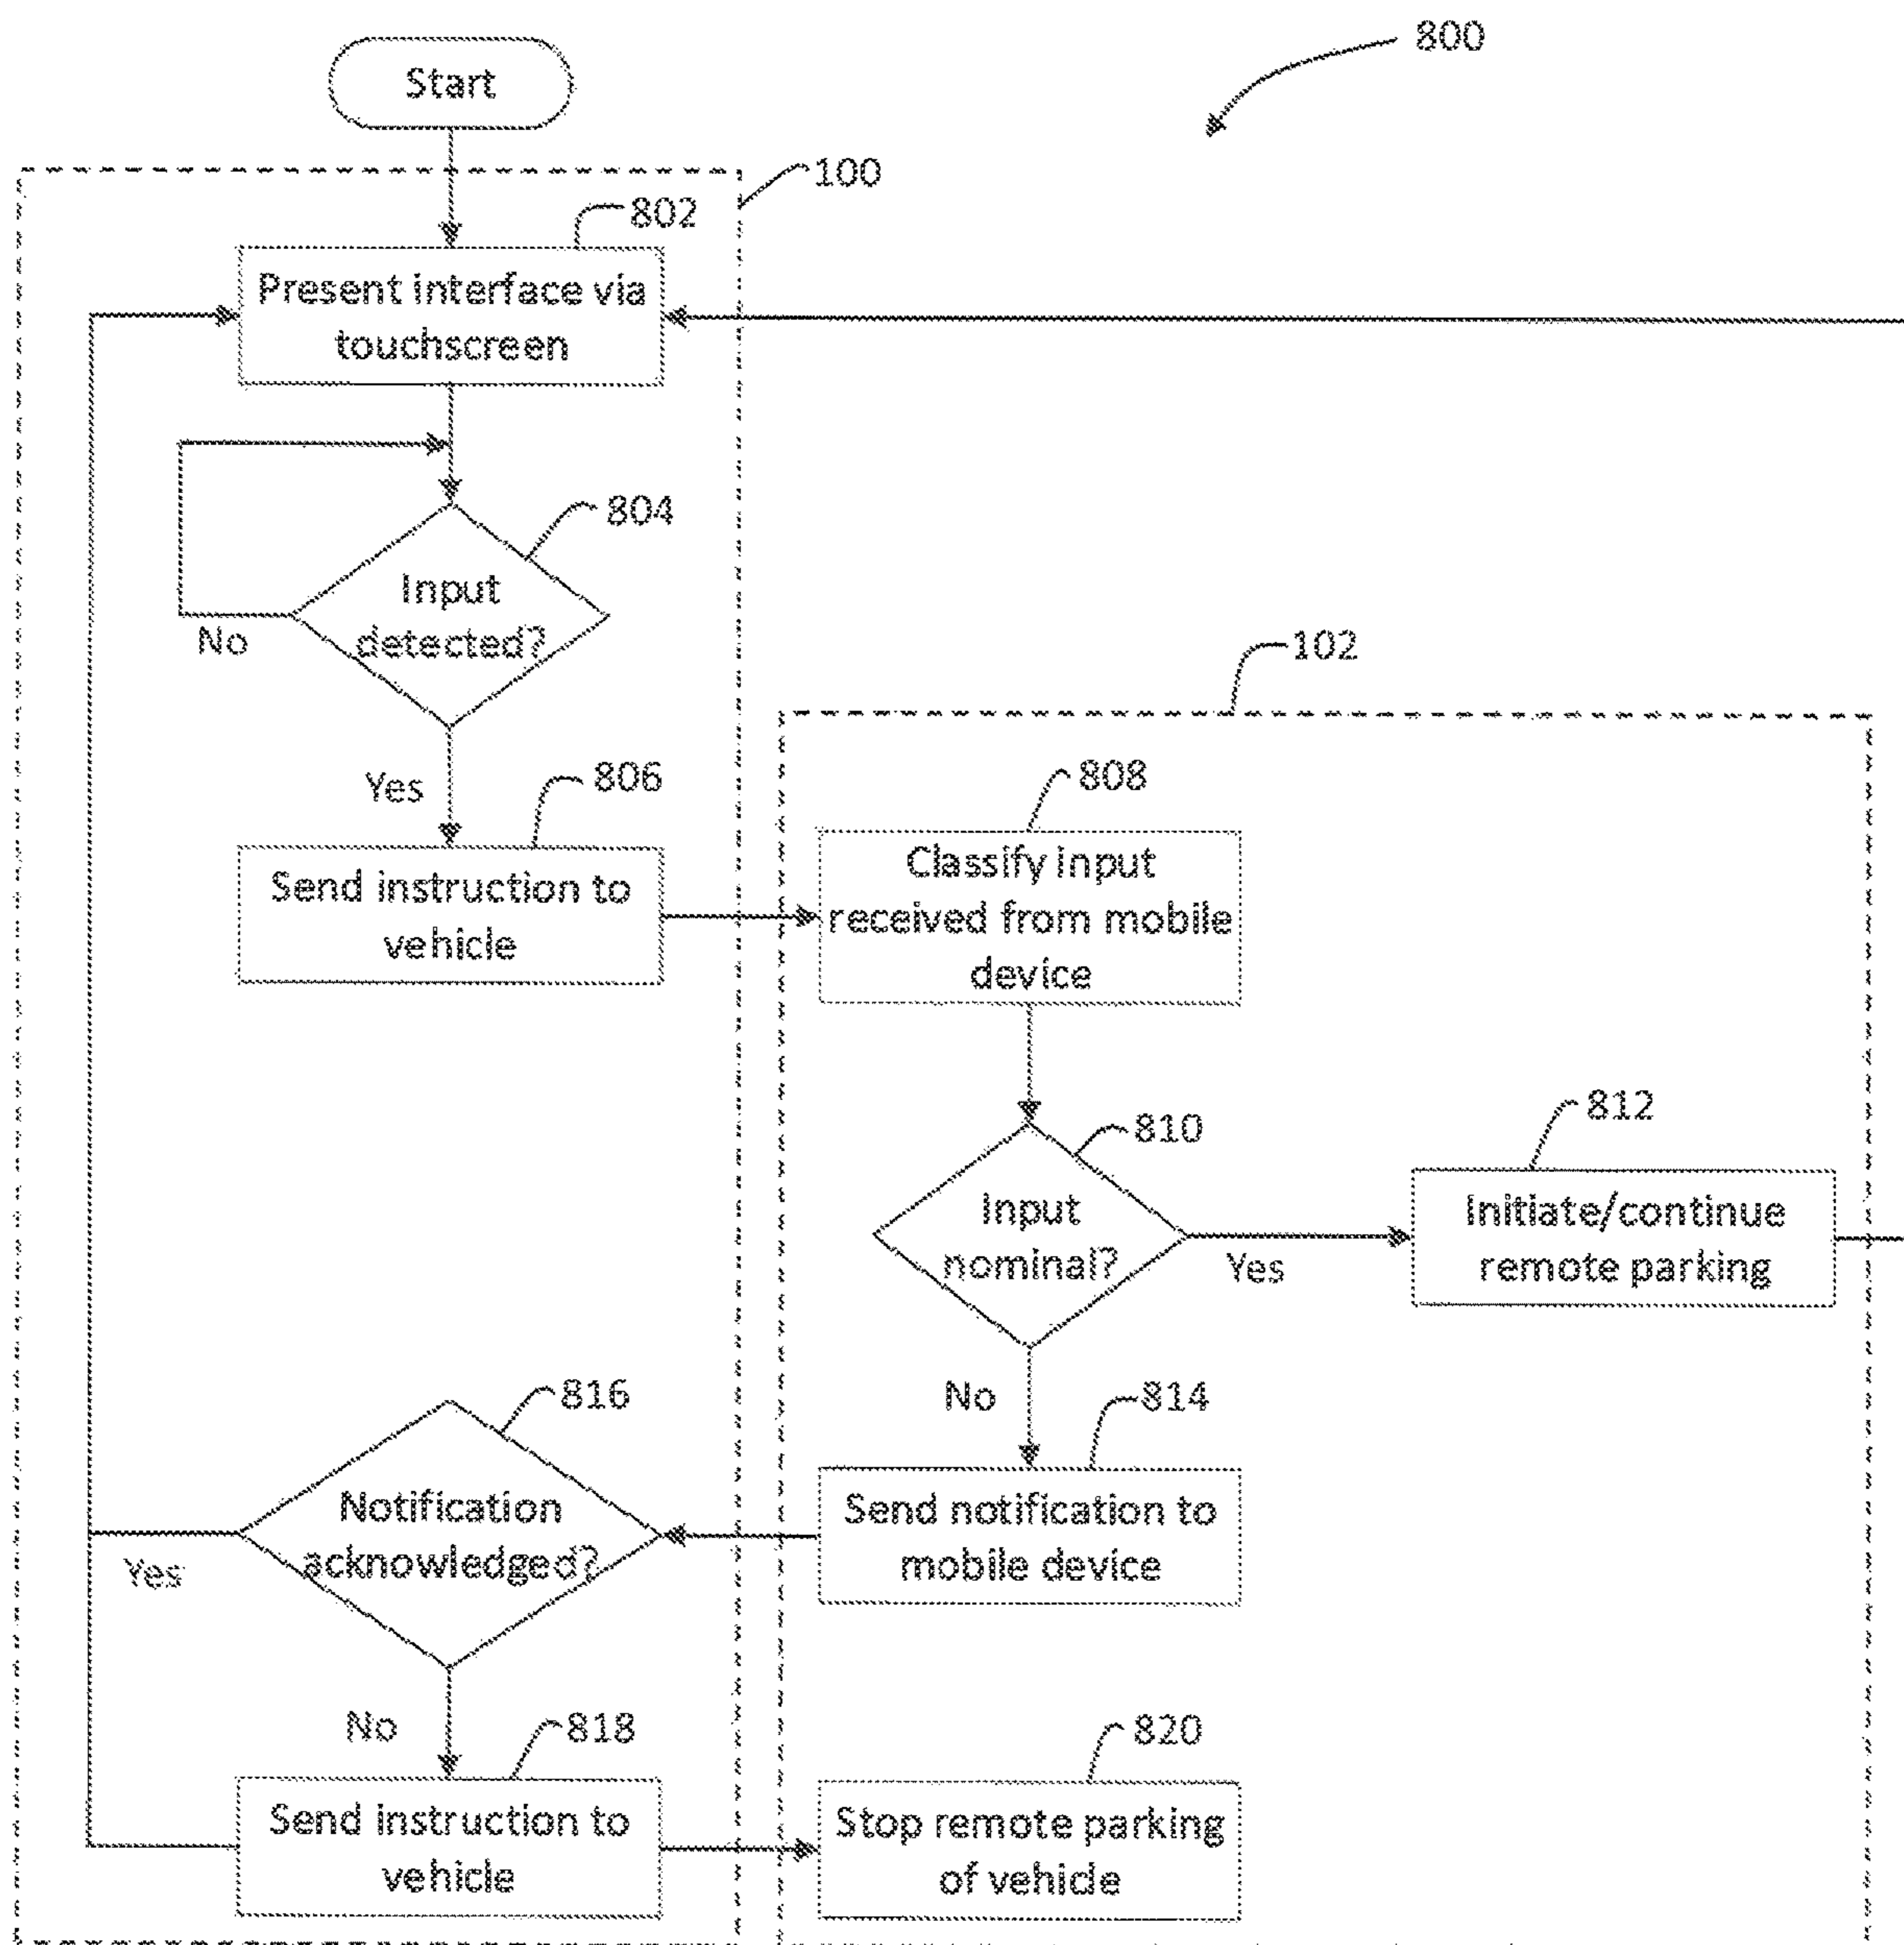 800
Start
100
802
Present interface via
touchscreen
804
Input
detected?
No
102
Yes
806
808
Send instruction to
vehicle
Classify input
received from mobile
device
810
812
Input
nominal?
Yes
Initiate/continue
remote parking
No
814
816
Notification
acknowledged?
Yes
Send notification to
mobile device
No
818
820
Send instruction to
vehicle
Stop remote parking
of vehicle